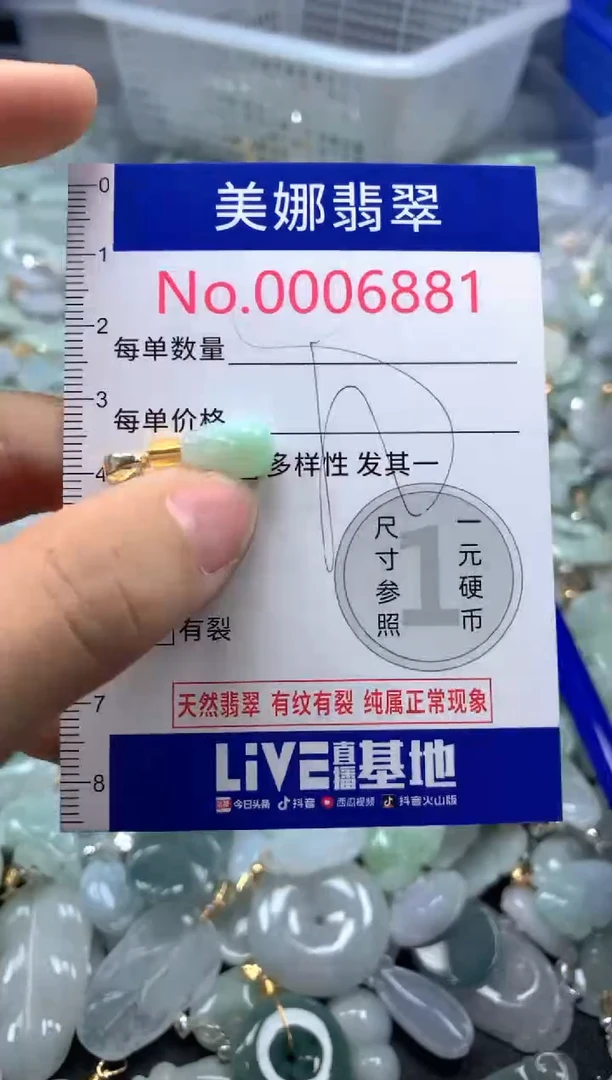 0
美娜翡翠
1
No.0006881
2
每单数量
3
每单价格
4
多样性 发其一
尺寸参照
1
一元硬币
有裂
7
天然翡翠 有纹有裂 纯属正常现象
LiVE直播基地
8
今日头条 抖音 西瓜视频 抖音火山版